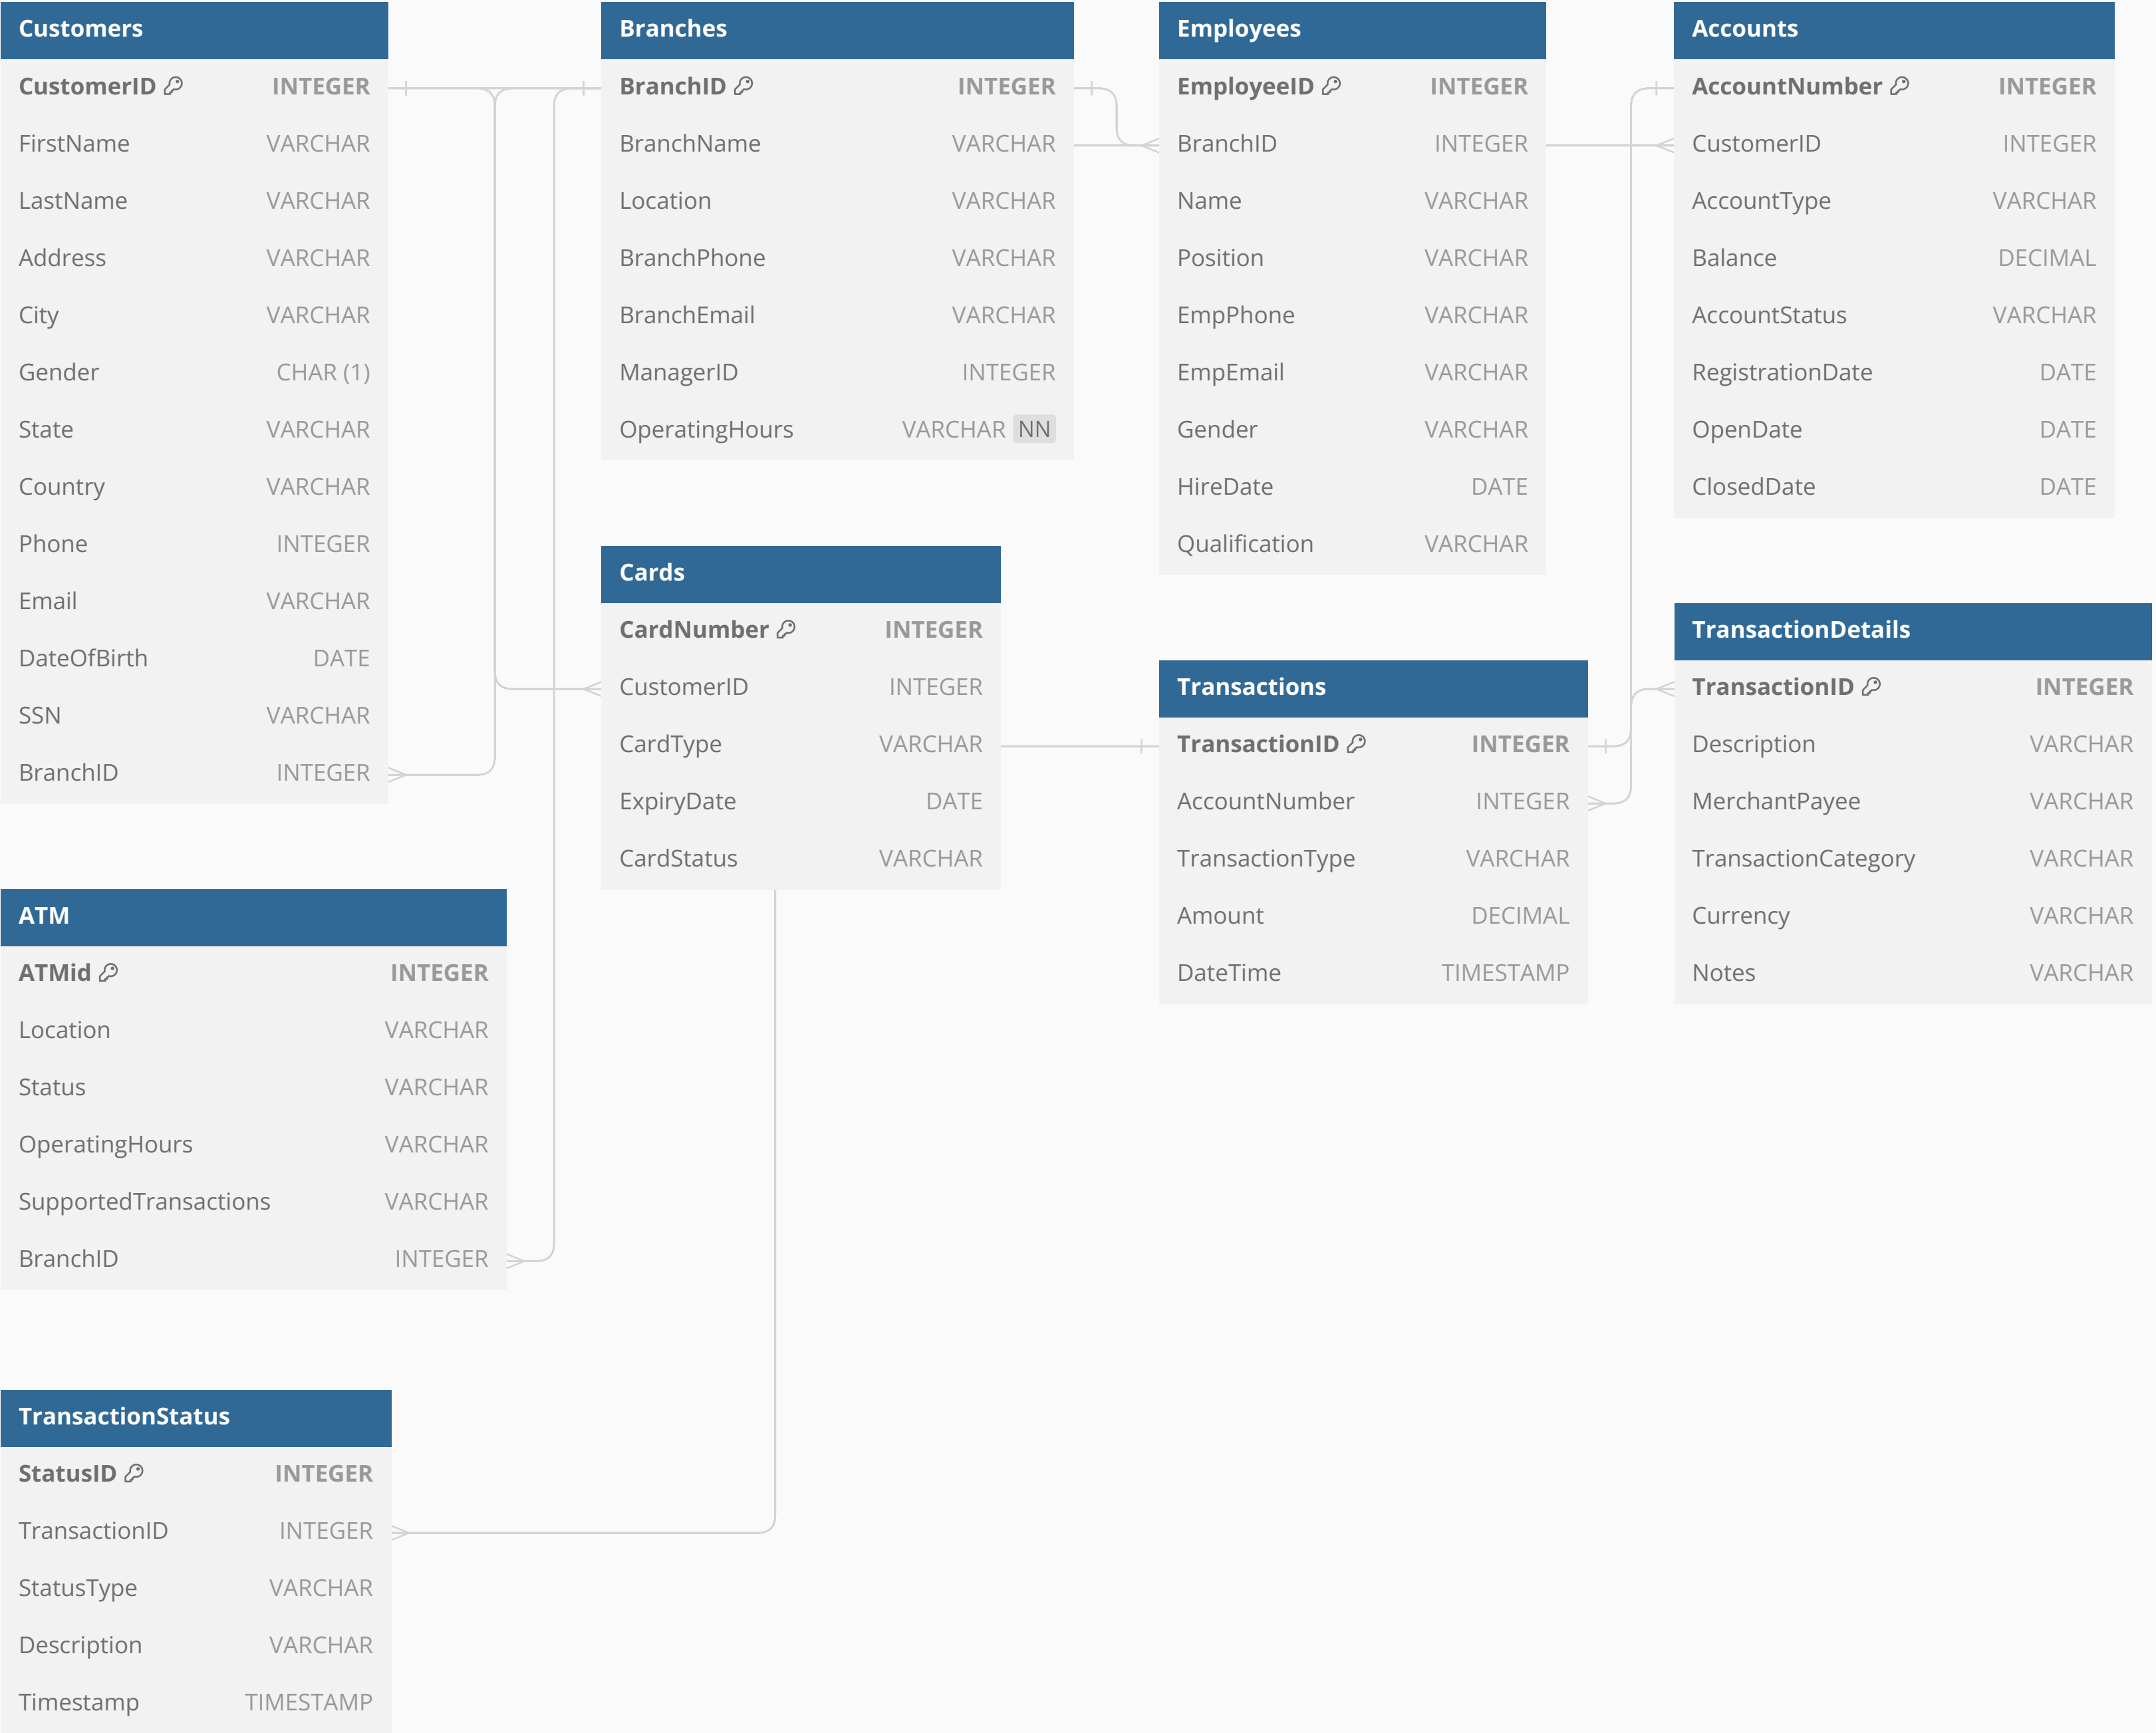 Customers
CustomerID INTEGER
FirstName VARCHAR
LastName VARCHAR
Address VARCHAR
City VARCHAR
Gender CHAR (1)
State VARCHAR
Country VARCHAR
Phone INTEGER
Email VARCHAR
DateOfBirth DATE
SSN VARCHAR
BranchID INTEGER
Branches
BranchID INTEGER
BranchName VARCHAR
Location VARCHAR
BranchPhone VARCHAR
BranchEmail VARCHAR
ManagerID INTEGER
OperatingHours VARCHAR NN
Employees
EmployeeID INTEGER
BranchID INTEGER
Name VARCHAR
Position VARCHAR
EmpPhone VARCHAR
EmpEmail VARCHAR
Gender VARCHAR
HireDate DATE
Qualification VARCHAR
Accounts
AccountNumber INTEGER
CustomerID INTEGER
AccountType VARCHAR
Balance DECIMAL
AccountStatus VARCHAR
RegistrationDate DATE
OpenDate DATE
ClosedDate DATE
Cards
CardNumber INTEGER
CustomerID INTEGER
CardType VARCHAR
ExpiryDate DATE
CardStatus VARCHAR
Transactions
TransactionID INTEGER
AccountNumber INTEGER
TransactionType VARCHAR
Amount DECIMAL
DateTime TIMESTAMP
TransactionDetails
TransactionID INTEGER
Description VARCHAR
MerchantPayee VARCHAR
TransactionCategory VARCHAR
Currency VARCHAR
Notes VARCHAR
ATM
ATMid INTEGER
Location VARCHAR
Status VARCHAR
OperatingHours VARCHAR
SupportedTransactions VARCHAR
BranchID INTEGER
TransactionStatus
StatusID INTEGER
TransactionID INTEGER
StatusType VARCHAR
Description VARCHAR
Timestamp TIMESTAMP